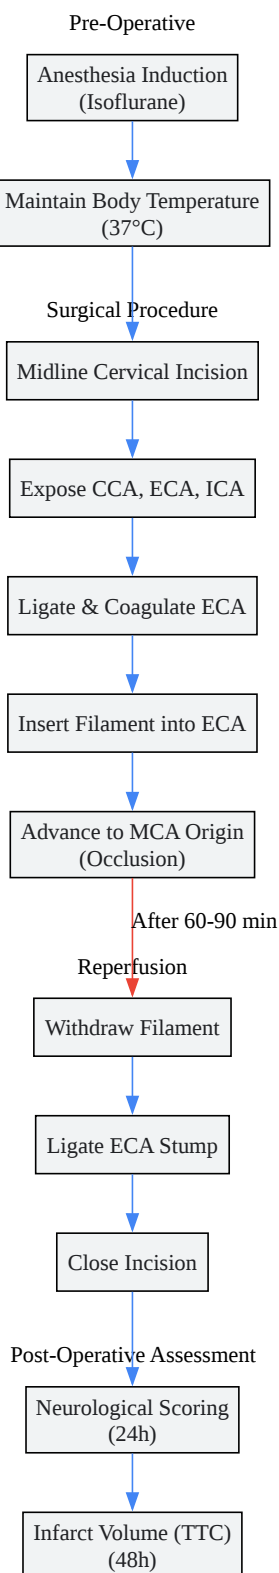 Pre-Operative
Anesthesia Induction
(Isoflurane)
Maintain Body Temperature
(37°C)
Surgical Procedure
Midline Cervical Incision
Expose CCA, ECA, ICA
Ligate & Coagulate ECA
Insert Filament into ECA
Advance to MCA Origin
(Occlusion)
After 60-90 min
Reperfusion
Withdraw Filament
Ligate ECA Stump
Close Incision
Post-Operative Assessment
Neurological Scoring
(24h)
Infarct Volume (TTC)
(48h)